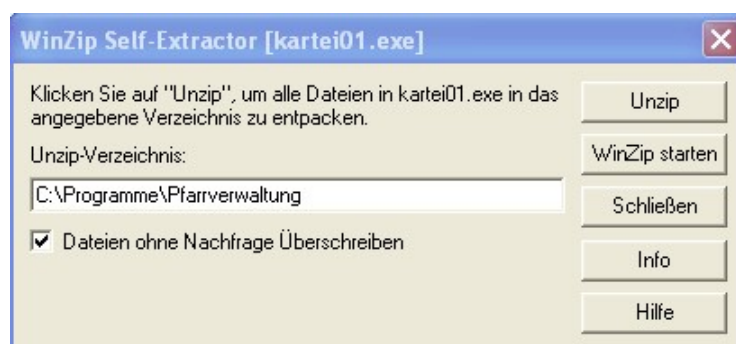 WinZip Self-Extractor [kartei01.exe]
Klicken Sie auf "Unzip", um alle Dateien in kartei01.exe in das
angegebene Verzeichnis zu entpacken.
Unzip-Verzeichnis:
C:\Programme\Pfarrverwaltung
Dateien ohne Nachfrage Überschreiben
Unzip
WinZip starten
Schließen
Info
Hilfe